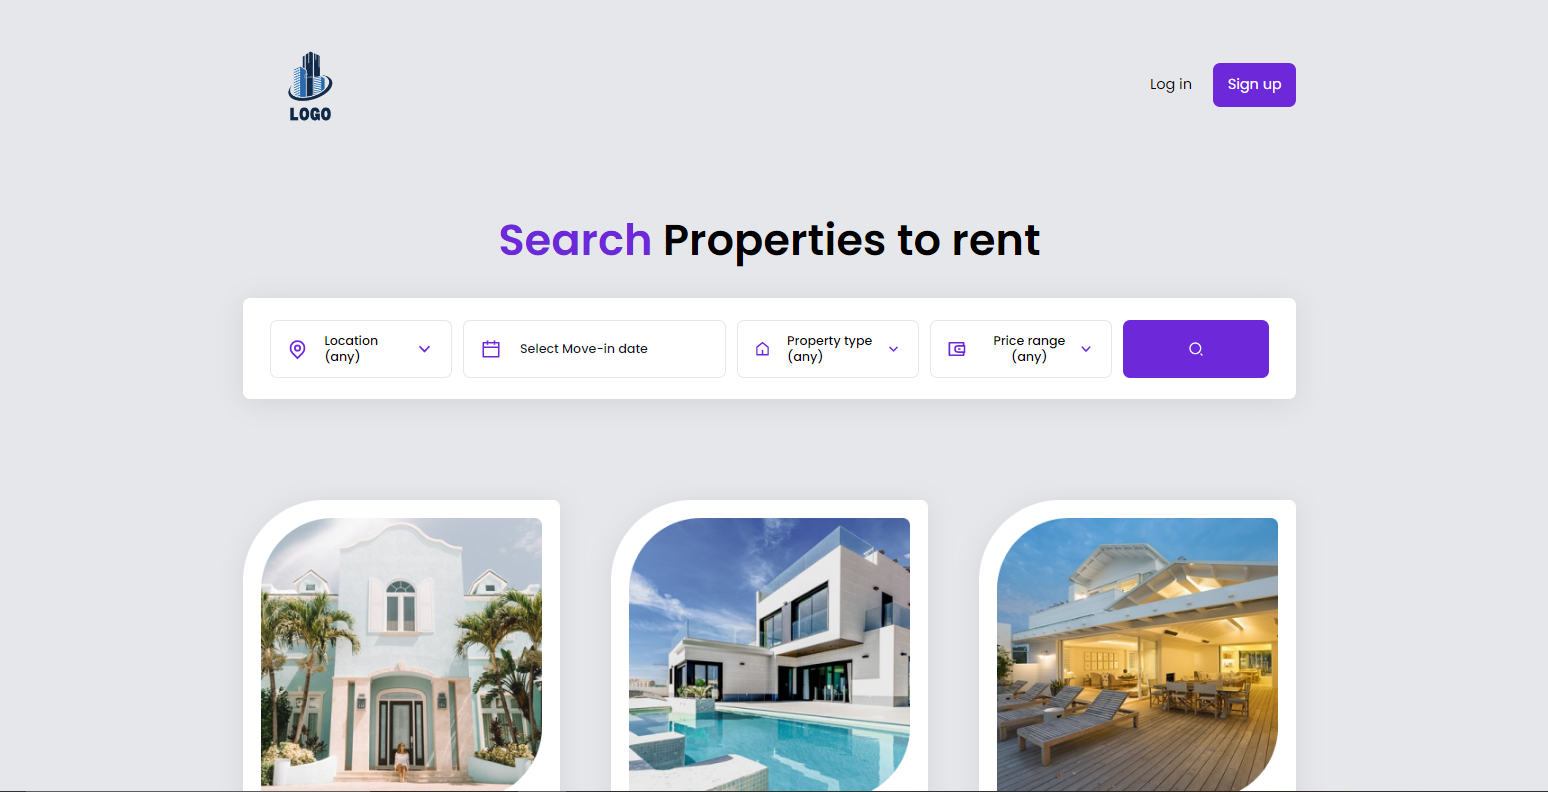 LOGO
Log in
Sign up
Search Properties to rent
Location
(any)
Select Move-in date
Property type
(any)
Price range
(any)